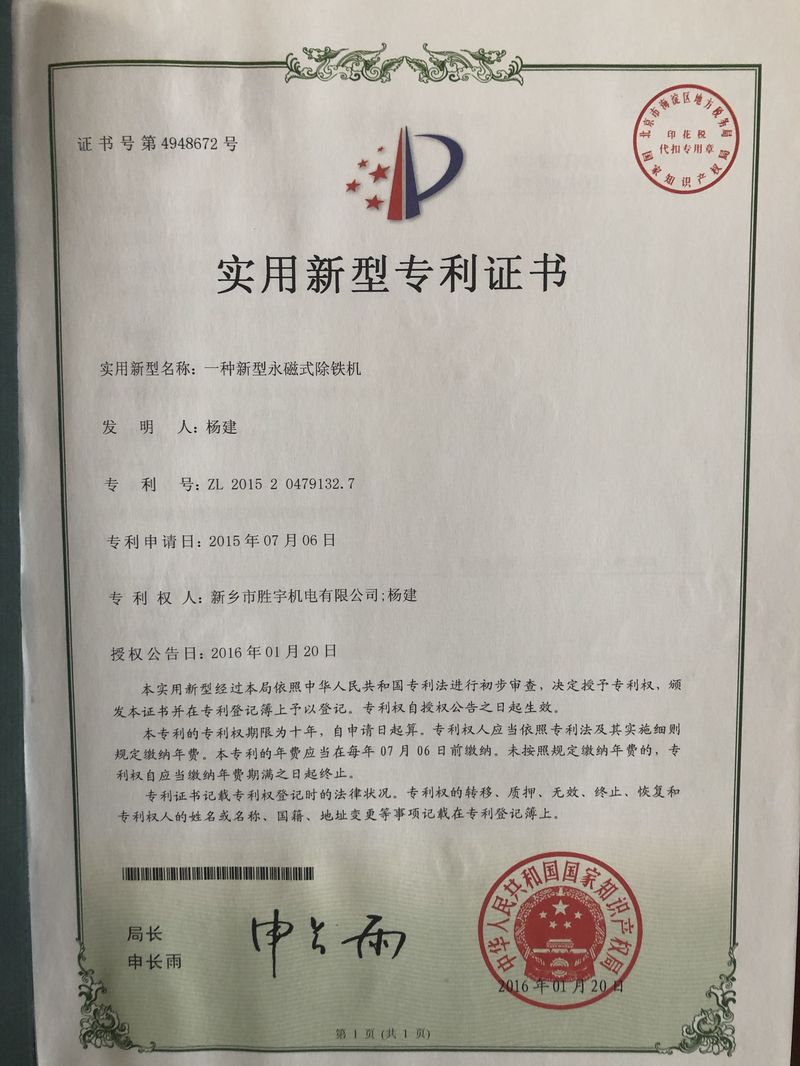 证书号第4948672号
北京市海淀区地方税务局
印花税
代扣专用章
国家知识产权局
实用新型专利证书
实用新型名称：一种新型永磁式除铁机
发明人：杨建
专利号：ZL 2015 2 0479132.7
专利申请日：2015年07月06日
专利权人：新乡市胜宇机电有限公司;杨建
授权公告日：2016年01月20日
本实用新型经过本局依照中华人民共和国专利法进行初步审查，决定授予专利权，颁
发本证书并在专利登记簿上予以登记。专利权自授权公告之日起生效。
本专利的专利权期限为十年，自申请日起算。专利权人应当依照专利法及其实施细则
规定缴纳年费。本专利的年费应当在每年07月06日前缴纳。未按照规定缴纳年费的，专
利权自应当缴纳年费期满之日起终止。
专利证书记载专利权登记时的法律状况。专利权的转移、质押、无效、终止、恢复和
专利权人的姓名或名称、国籍、地址变更等事项记载在专利登记簿上。
局长
申长雨
申长雨
中华人民共和国国家知识产权局
2016年01月20日
第1页(共1页)